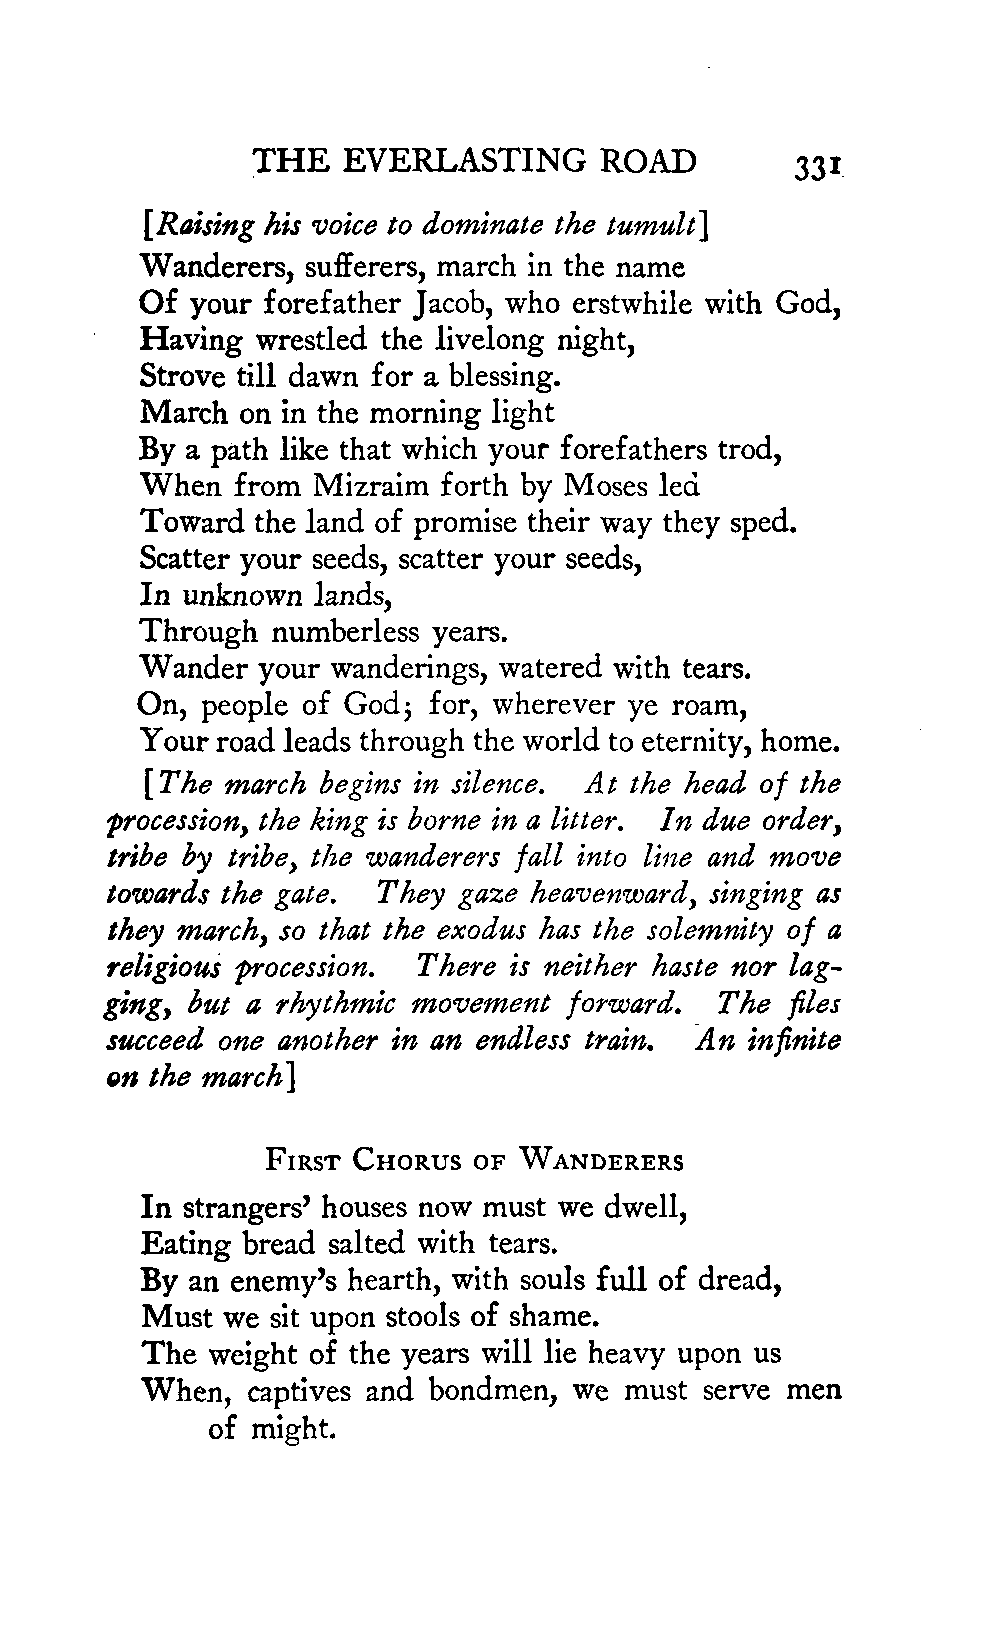 THE EVERLASTING ROAD 331
[Raising his voice to dominate the tumult]
Wanderers, sufferers, march in the name
Of your forefather Jacob, who erstwhile with God,
Having wrestled the livelong night,
Strove till dawn for a blessing.
March on in the morning light
By a path like that which your forefathers trod,
When from Mizraim forth by Moses led
Toward the land of promise their way they sped.
Scatter your seeds, scatter your seeds,
In unknown lands,
Through numberless years.
Wander your wanderings, watered with tears.
On, people of God; for, wherever ye roam,
Your road leads through the world to eternity, home.
[The march begins in silence. At the head of the
procession, the king is borne in a litter. In due order,
tribe by tribe, the wanderers fall into line and move
towards the gate. They gaze heavenward, singing as
they march, so that the exodus has the solemnity of a
religious procession. There is neither haste nor lag-
ging, but a rhythmic movement forward. The files
succeed one another in an endless train. An infinite
on the march]
FIRST CHORUS OF WANDERERS
In strangers' houses now must we dwell,
Eating bread salted with tears.
By an enemy's hearth, with souls full of dread,
Must we sit upon stools of shame.
The weight of the years will lie heavy upon us
When, captives and bondmen, we must serve men
of might.